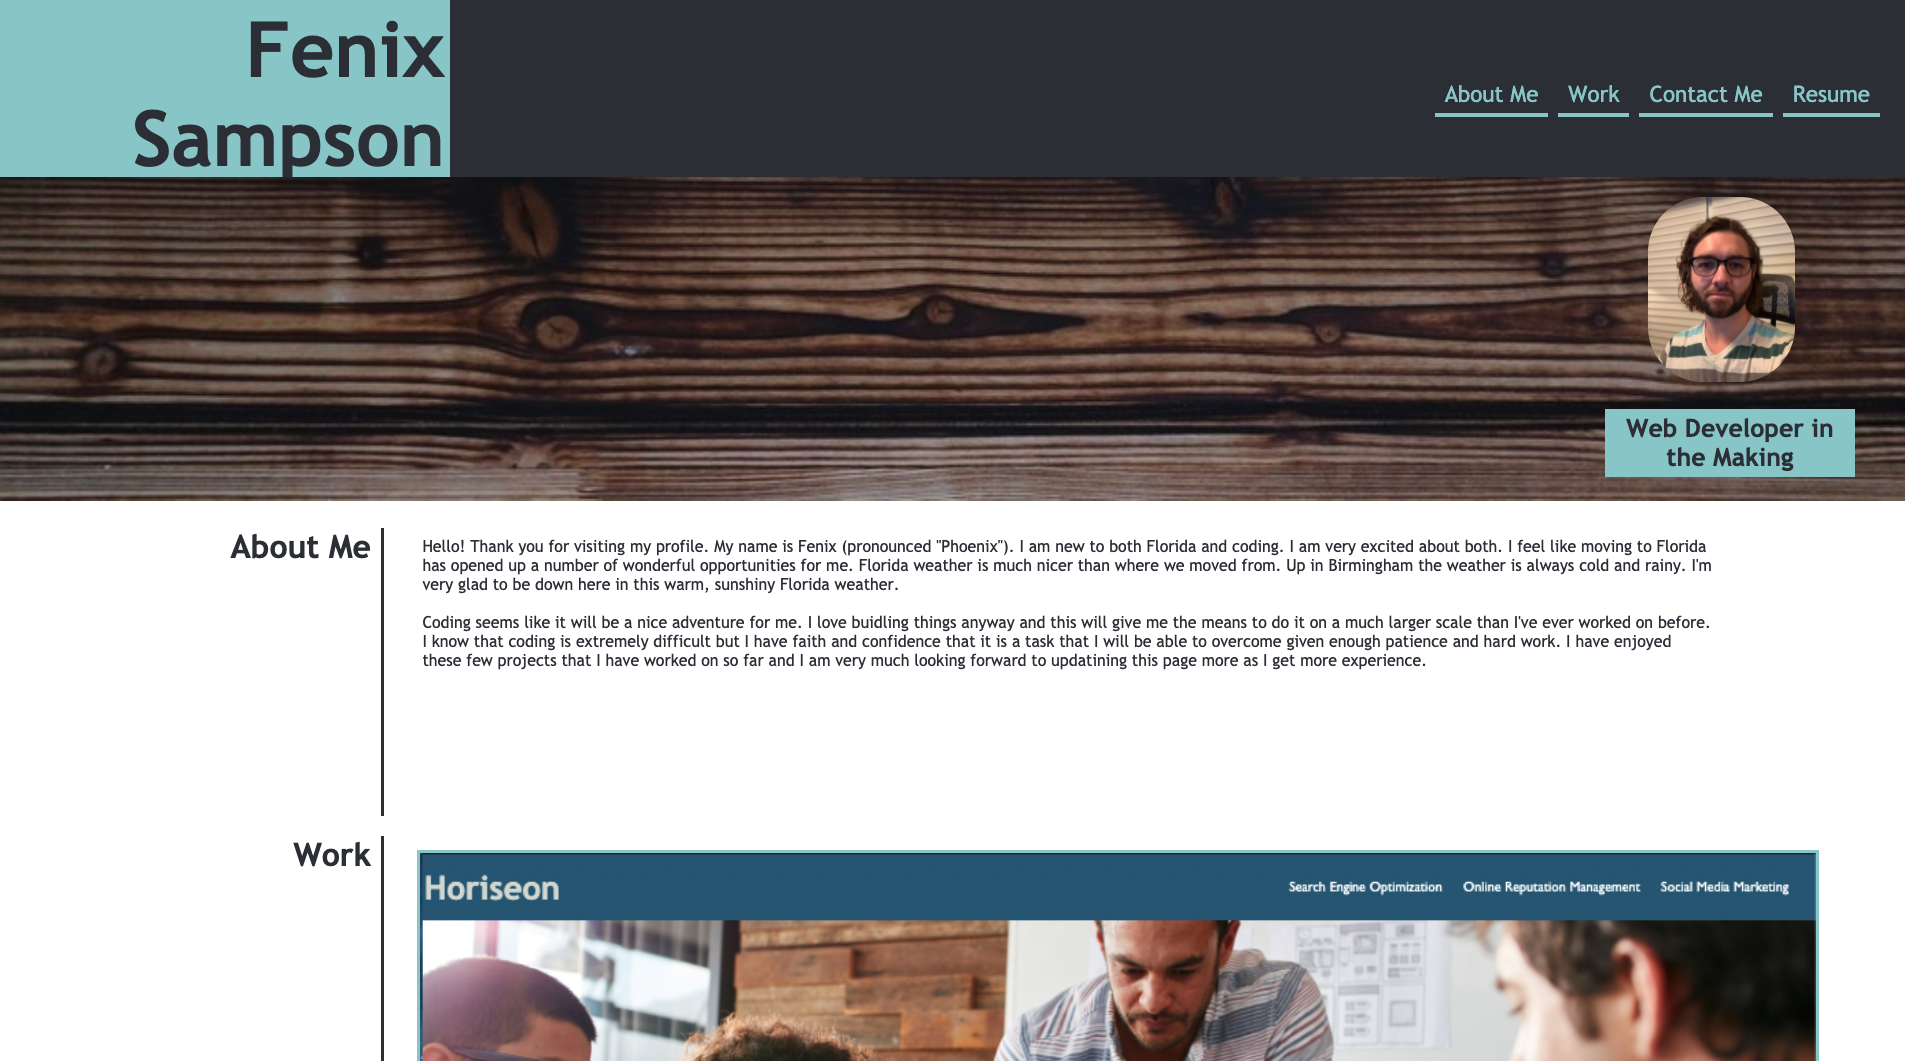 Fenix
Sampson
About Me Work Contact Me Resume
Web Developer in
the Making
About Me
Hello! Thank you for visiting my profile. My name is Fenix (pronounced "Phoenix"). I am new to both Florida and coding. I am very excited about both. I feel like moving to Florida
has opened up a number of wonderful opportunities for me. Florida weather is much nicer than where we moved from. Up in Birmingham the weather is always cold and rainy. I'm
very glad to be down here in this warm, sunshiny Florida weather.
Coding seems like it will be a nice adventure for me. I love buidling things anyway and this will give me the means to do it on a much larger scale than I've ever worked on before.
I know that coding is extremely difficult but I have faith and confidence that it is a task that I will be able to overcome given enough patience and hard work. I have enjoyed
these few projects that I have worked on so far and I am very much looking forward to updatining this page more as I get more experience.
Work
Horiseon
Search Engine Optimization Online Reputation Management Social Media Marketing